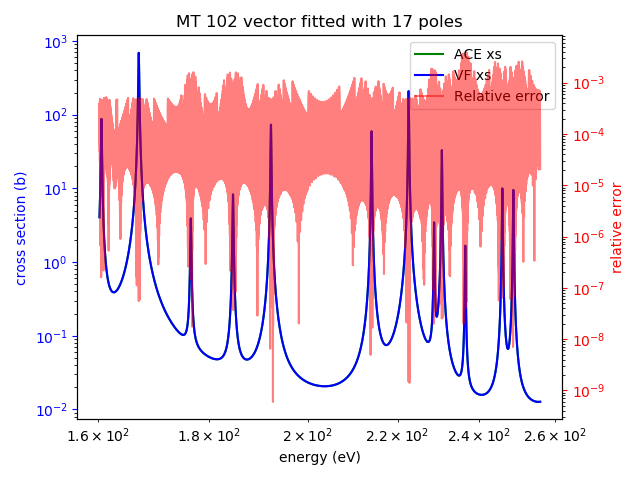 MT 102 vector fitted with 17 poles
ACE xs
VF xs
Relative error
cross section (b)
10³
10²
10¹
10⁰
10⁻¹
10⁻²
relative error
10⁻³
10⁻⁴
10⁻⁵
10⁻⁶
10⁻⁷
10⁻⁸
10⁻⁹
1.6 × 10² 1.8 × 10² 2 × 10² 2.2 × 10² 2.4 × 10² 2.6 × 10²
energy (eV)